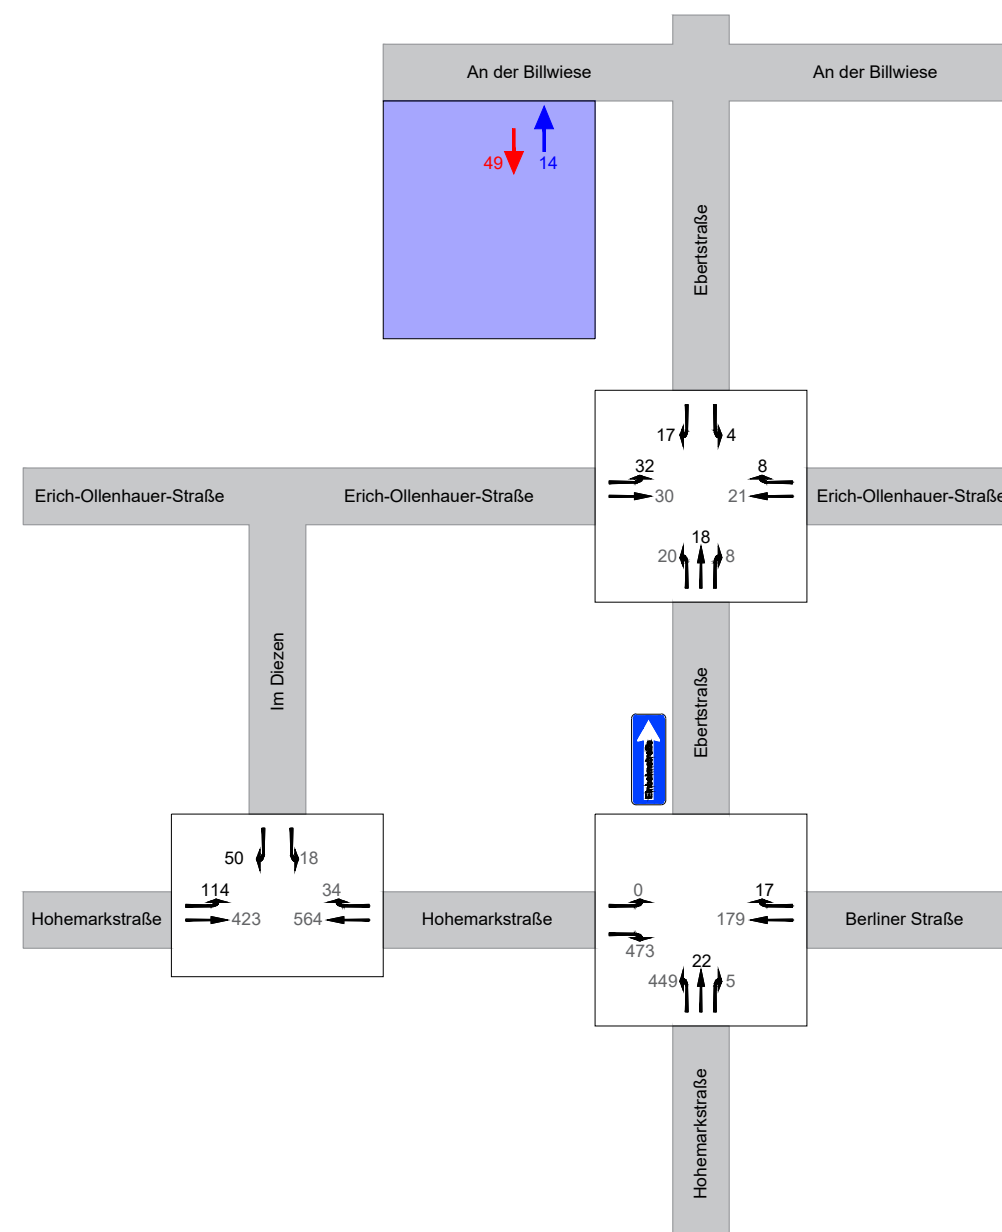 An der Billwiese
An der Billwiese
49
14
Ebertstraße
17
4
32
8
Erich-Ollenhauer-Straße
Erich-Ollenhauer-Straße
30
21
Erich-Ollenhauer-Straße
18
20
8
Im Diezen
Ebertstraße
Einbahnstraße
50
18
114
34
0
17
Hohemarkstraße
423
564
Hohemarkstraße
179
Berliner Straße
473
22
449
5
Hohemarkstraße